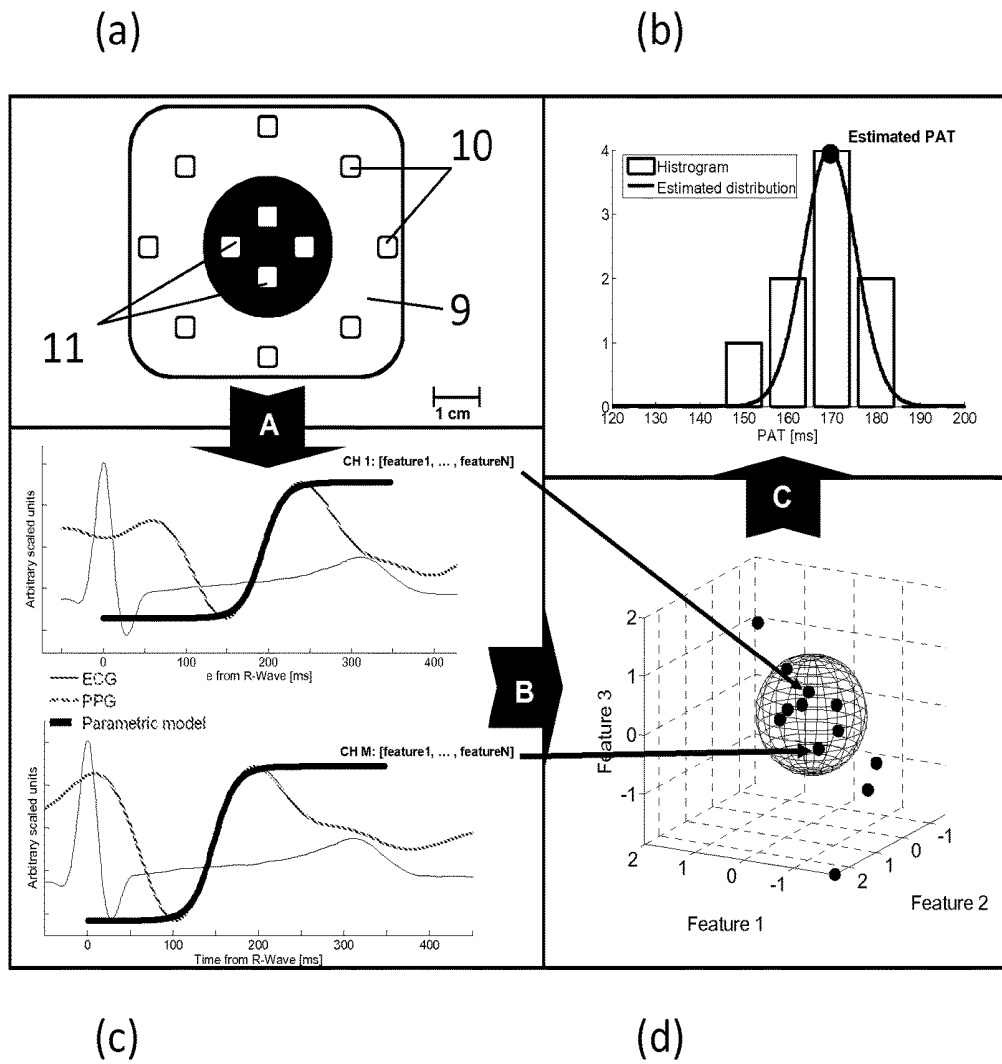 (a)
(b)
10
11
9
1 cm
A
Estimated PAT
Histrogram
Estimated distribution
4
3
2
1
0
120 130 140 150 160 170 180 190 200
PAT [ms]
CH 1: [feature1, ... , featureN]
Arbitrary scaled units
0 100 200 300 400
e from R-Wave [ms]
ECG
PPG
Parametric model
B
CH M: [feature1, ... , featureN]
Arbitrary scaled units
0 100 200 300 400
Time from R-Wave [ms]
C
2
1
0
-1
Feature 3
2 1 0 -1
Feature 1
2 1 0 -1
Feature 2
(c)
(d)